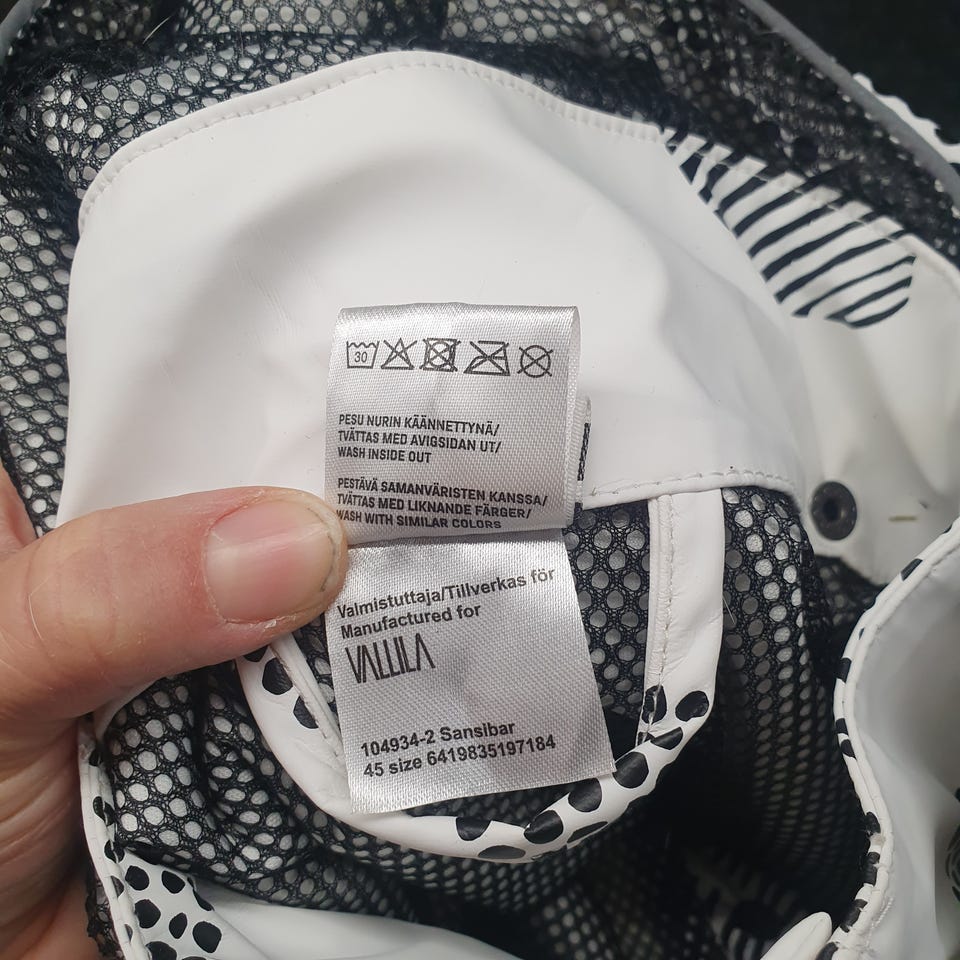 30
PESU NURIN KÄÄNNETTYNÄ/
TVÄTTAS MED AVIGSIDAN UT/
WASH INSIDE OUT
PESTÄVÄ SAMANVÄRISTEN KANSSA/
TVÄTTAS MED LIKNANDE FÄRGER/
WASH WITH SIMILAR COLORS
Valmistuttaja/Tillverkas för
Manufactured for
VALLILA
104934-2 Sansibar
45 size 6419835197184